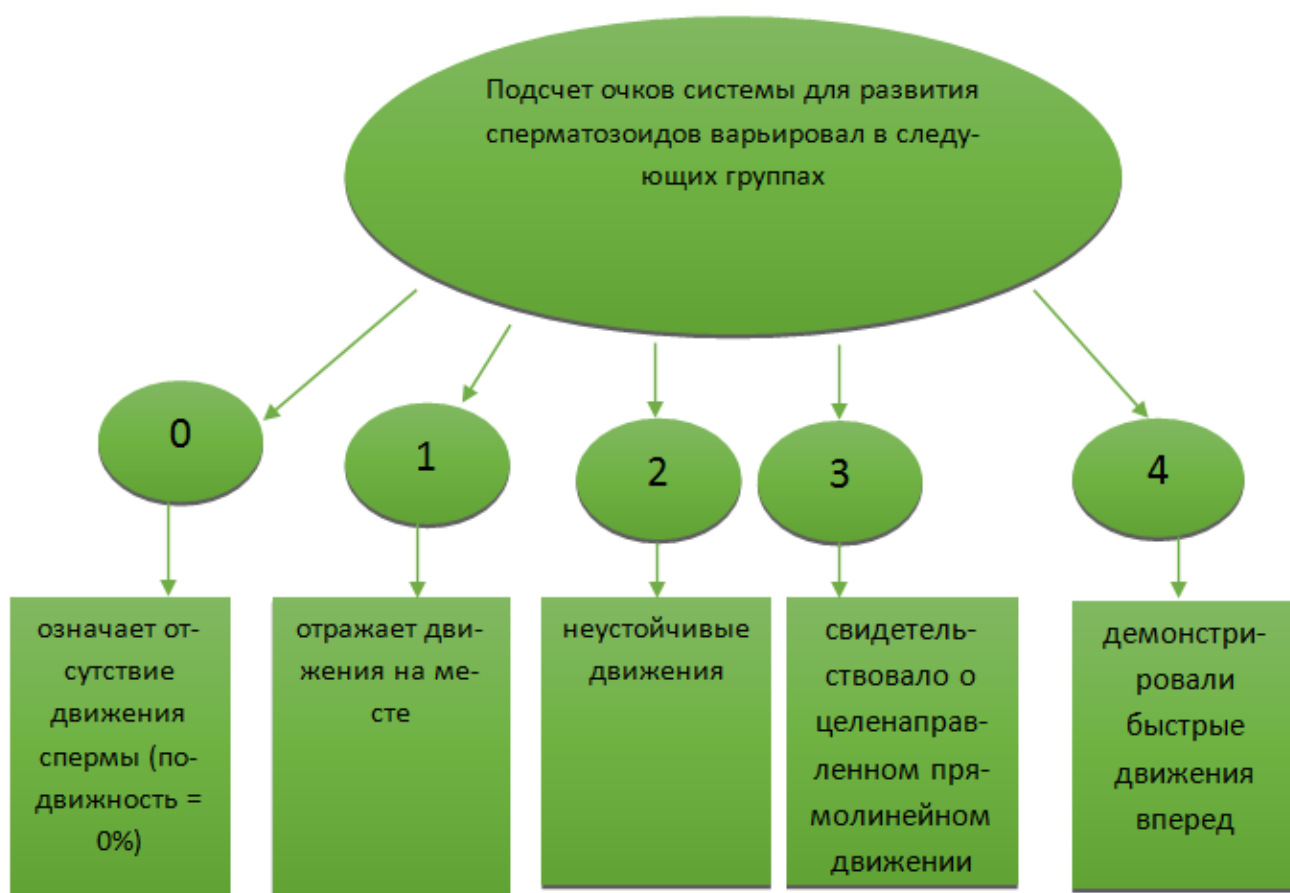 Подсчет очков системы для развития
сперматозоидов варьировал в следу-
ющих группах
0
1
2
3
4
означает от-
сутствие
движения
спермы (по-
движность =
0%)
отражает дви-
жения на ме-
сте
неустойчивые
движения
свидетель-
ствовало о
целенаправ-
ленном пря-
молинейном
движении
демонстри-
ровали
быстрые
движения
вперед